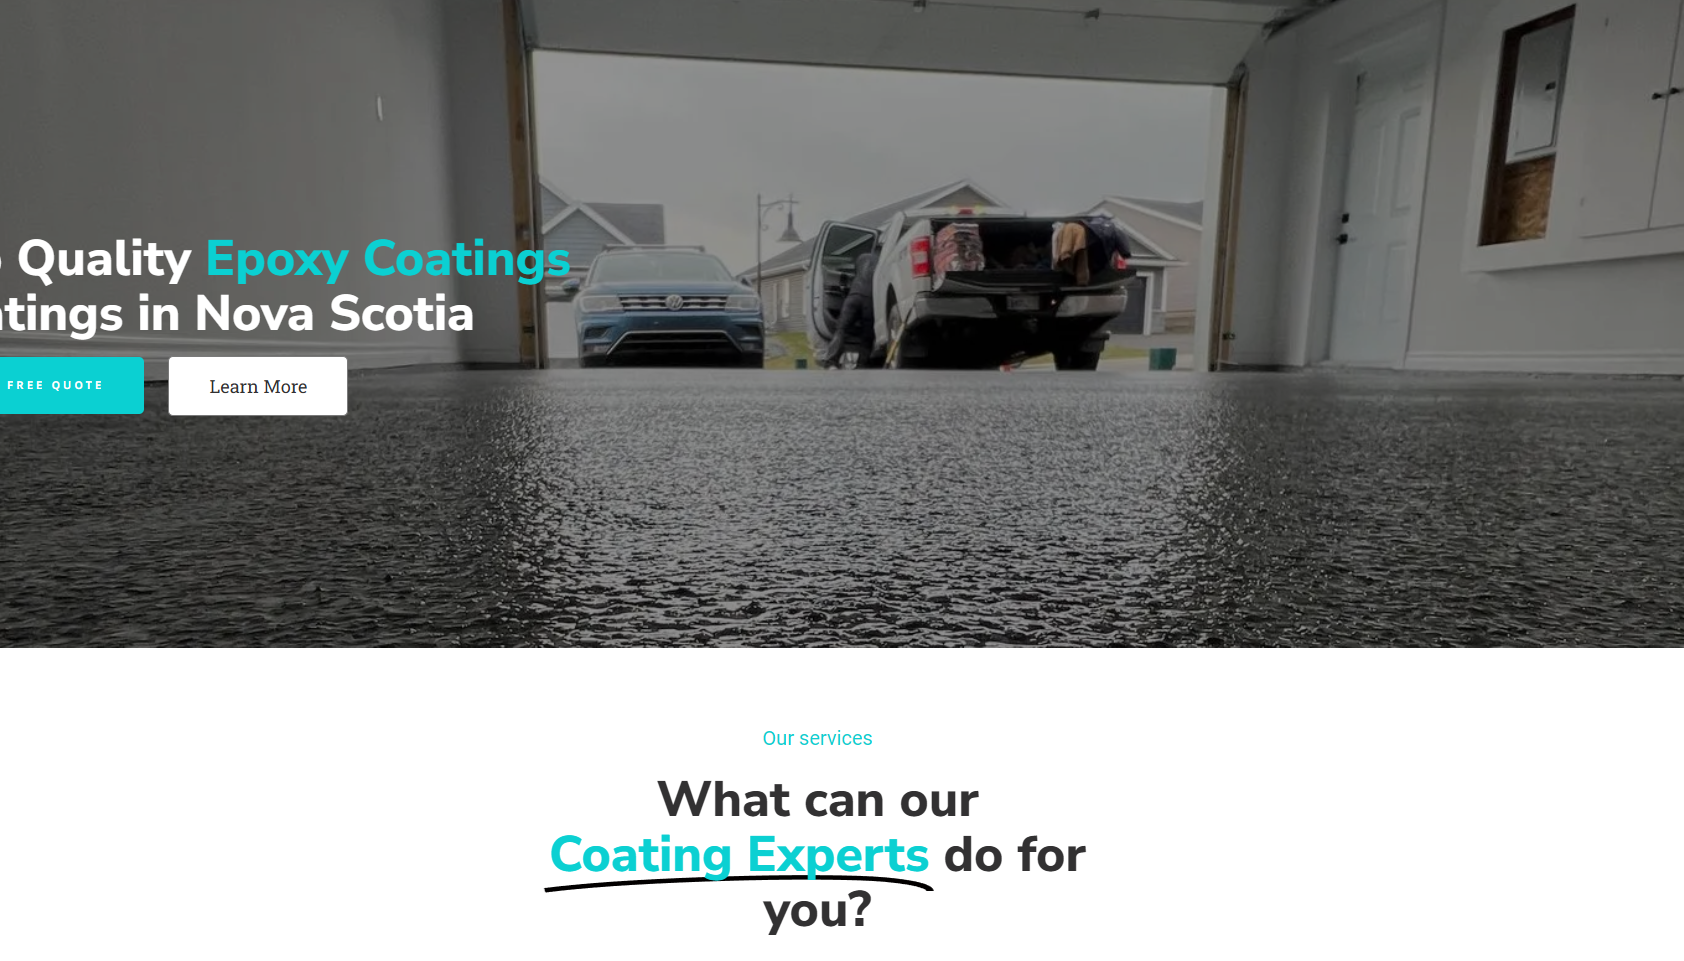 Quality Epoxy Coatings
tings in Nova Scotia
FREE QUOTE
Learn More
Our services
What can our
Coating Experts do for
you?